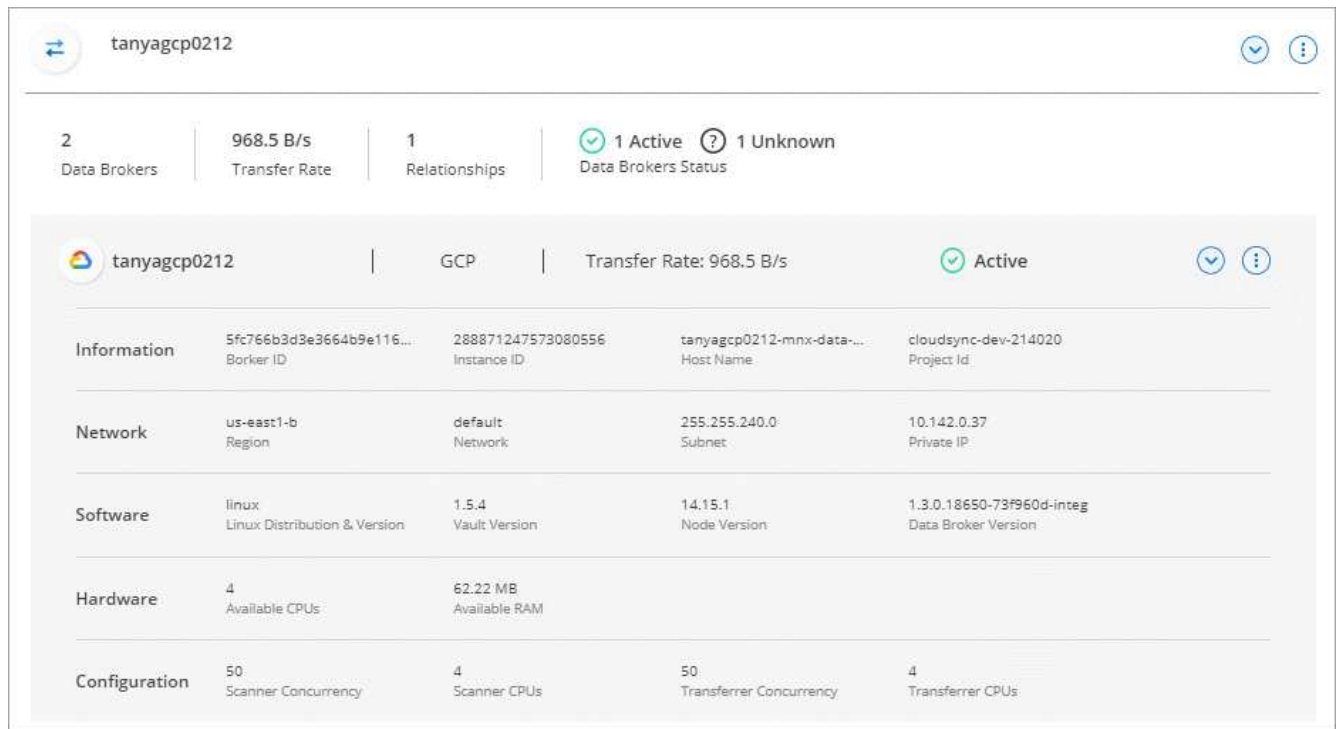 tanyagcp0212
2 968.5 B/s 1 1 Active ? 1 Unknown
Data Brokers Transfer Rate Relationships Data Brokers Status
tanyagcp0212 | GCP | Transfer Rate: 968.5 B/s Active
Information 5fc766b3d3e3664b9e116... 288871247573080556 tanyagcp0212-mnx-data-... cloudsync-dev-214020
Borker ID Instance ID Host Name Project Id
Network us-east1-b default 255.255.240.0 10.142.0.37
Region Network Subnet Private IP
Software linux 1.5.4 14.15.1 1.3.0.18650-73f960d-integ
Linux Distribution & Version Vault Version Node Version Data Broker Version
Hardware 4 62.22 MB
Available CPUs Available RAM
Configuration 50 4 50 4
Scanner Concurrency Scanner CPUs Transferrer Concurrency Transferrer CPUs